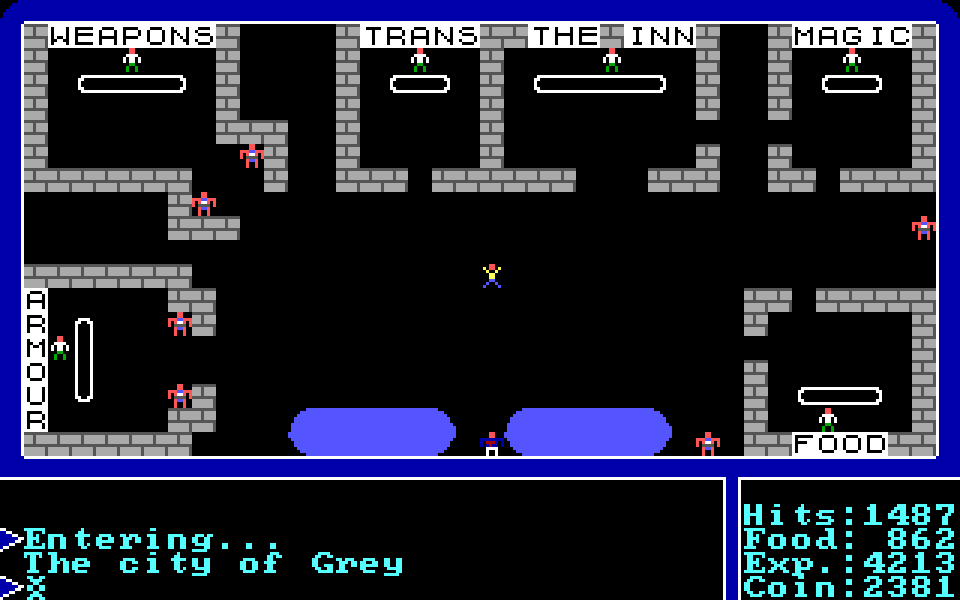 WEAPONS TRANS THE INN MAGIC
ARMOUR
FOOD
Entering...
The city of Grey
X
Hits:1487
Food: 862
Exp.:4213
Coin:2381